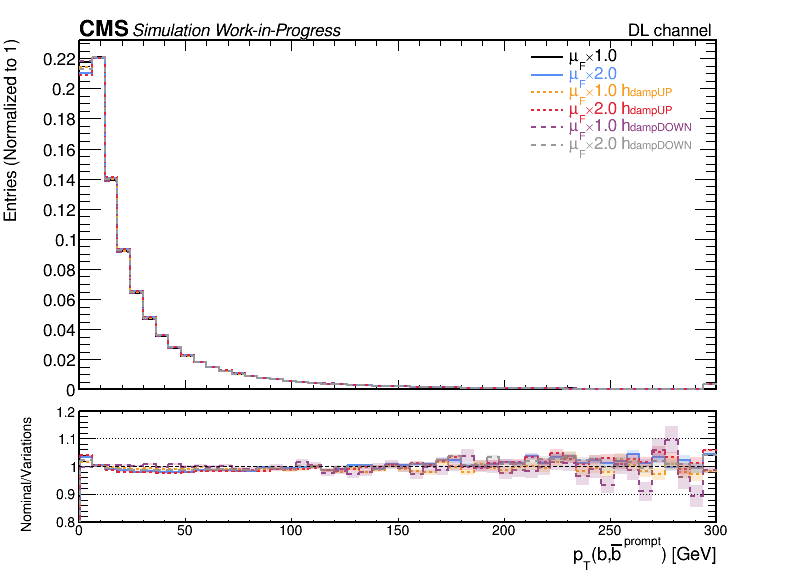 CMS Simulation Work-in-Progress DL channel
Entries (Normalized to 1)
0.22
0.2
0.18
0.16
0.14
0.12
0.1
0.08
0.06
0.04
0.02
0
μF×1.0
μF×2.0
μF×1.0 hdampUP
μF×2.0 hdampUP
μF×1.0 hdampDOWN
μF×2.0 hdampDOWN
Nominal/Variations
1.2
1.1
1
0.9
0.8
0 50 100 150 200 250 300
pT(b,b̅prompt) [GeV]